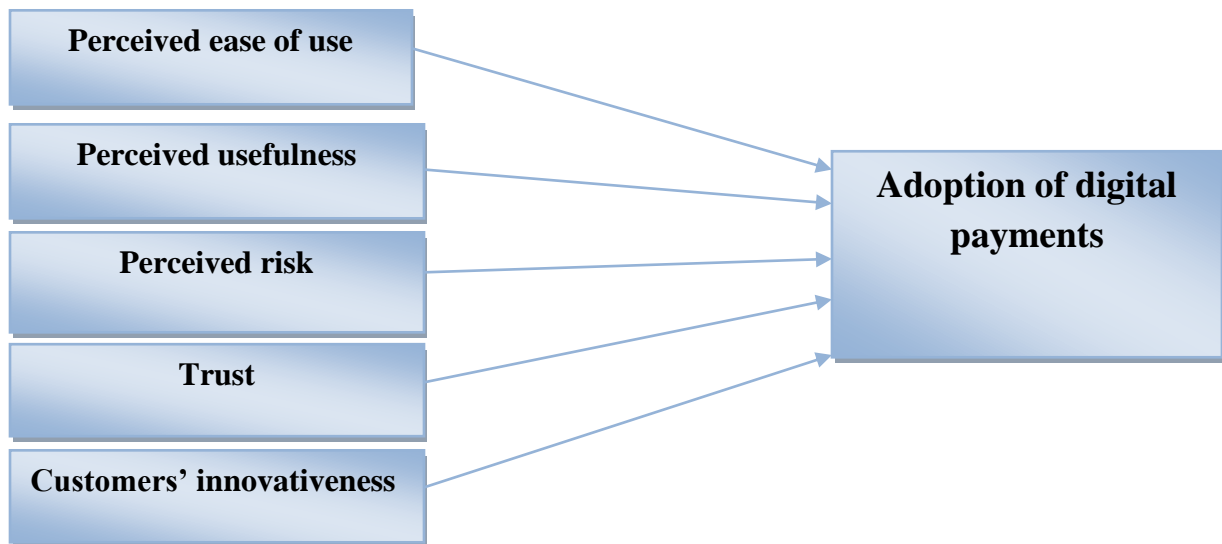 Perceived ease of use
Perceived usefulness
Perceived risk
Trust
Customers’ innovativeness
Adoption of digital
payments